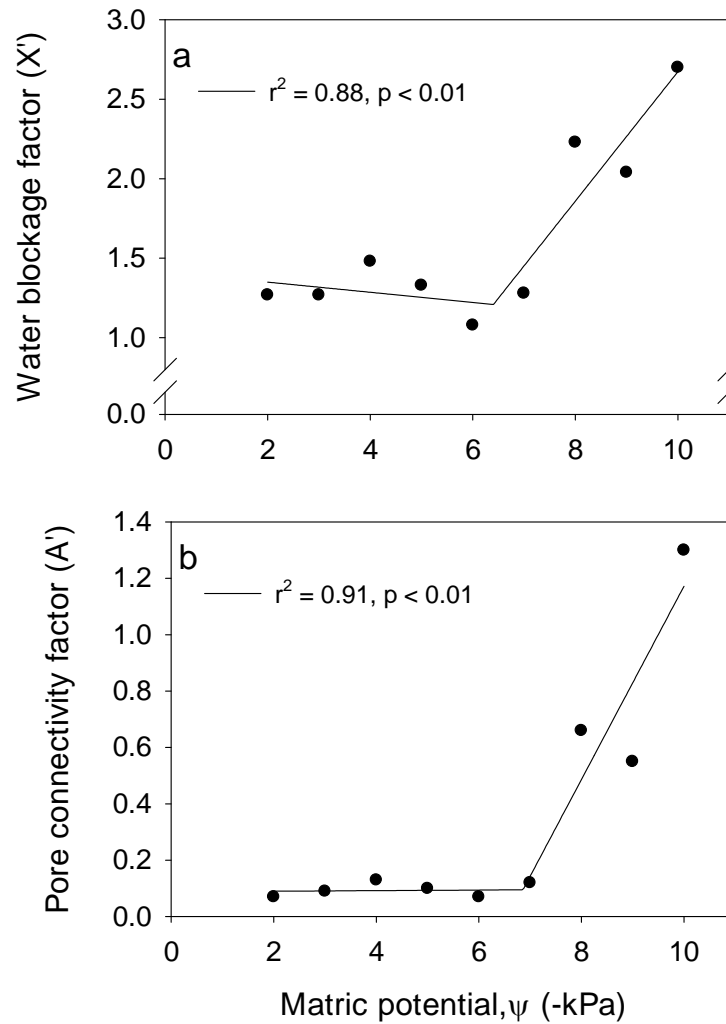 Water blockage factor (X')
3.0
2.5
2.0
1.5
1.0
0.0
a
r² = 0.88, p < 0.01
0 2 4 6 8 10
Pore connectivity factor (A')
1.4
1.2
1.0
0.8
0.6
0.4
0.2
0.0
b
r² = 0.91, p < 0.01
0 2 4 6 8 10
Matric potential,ψ (-kPa)